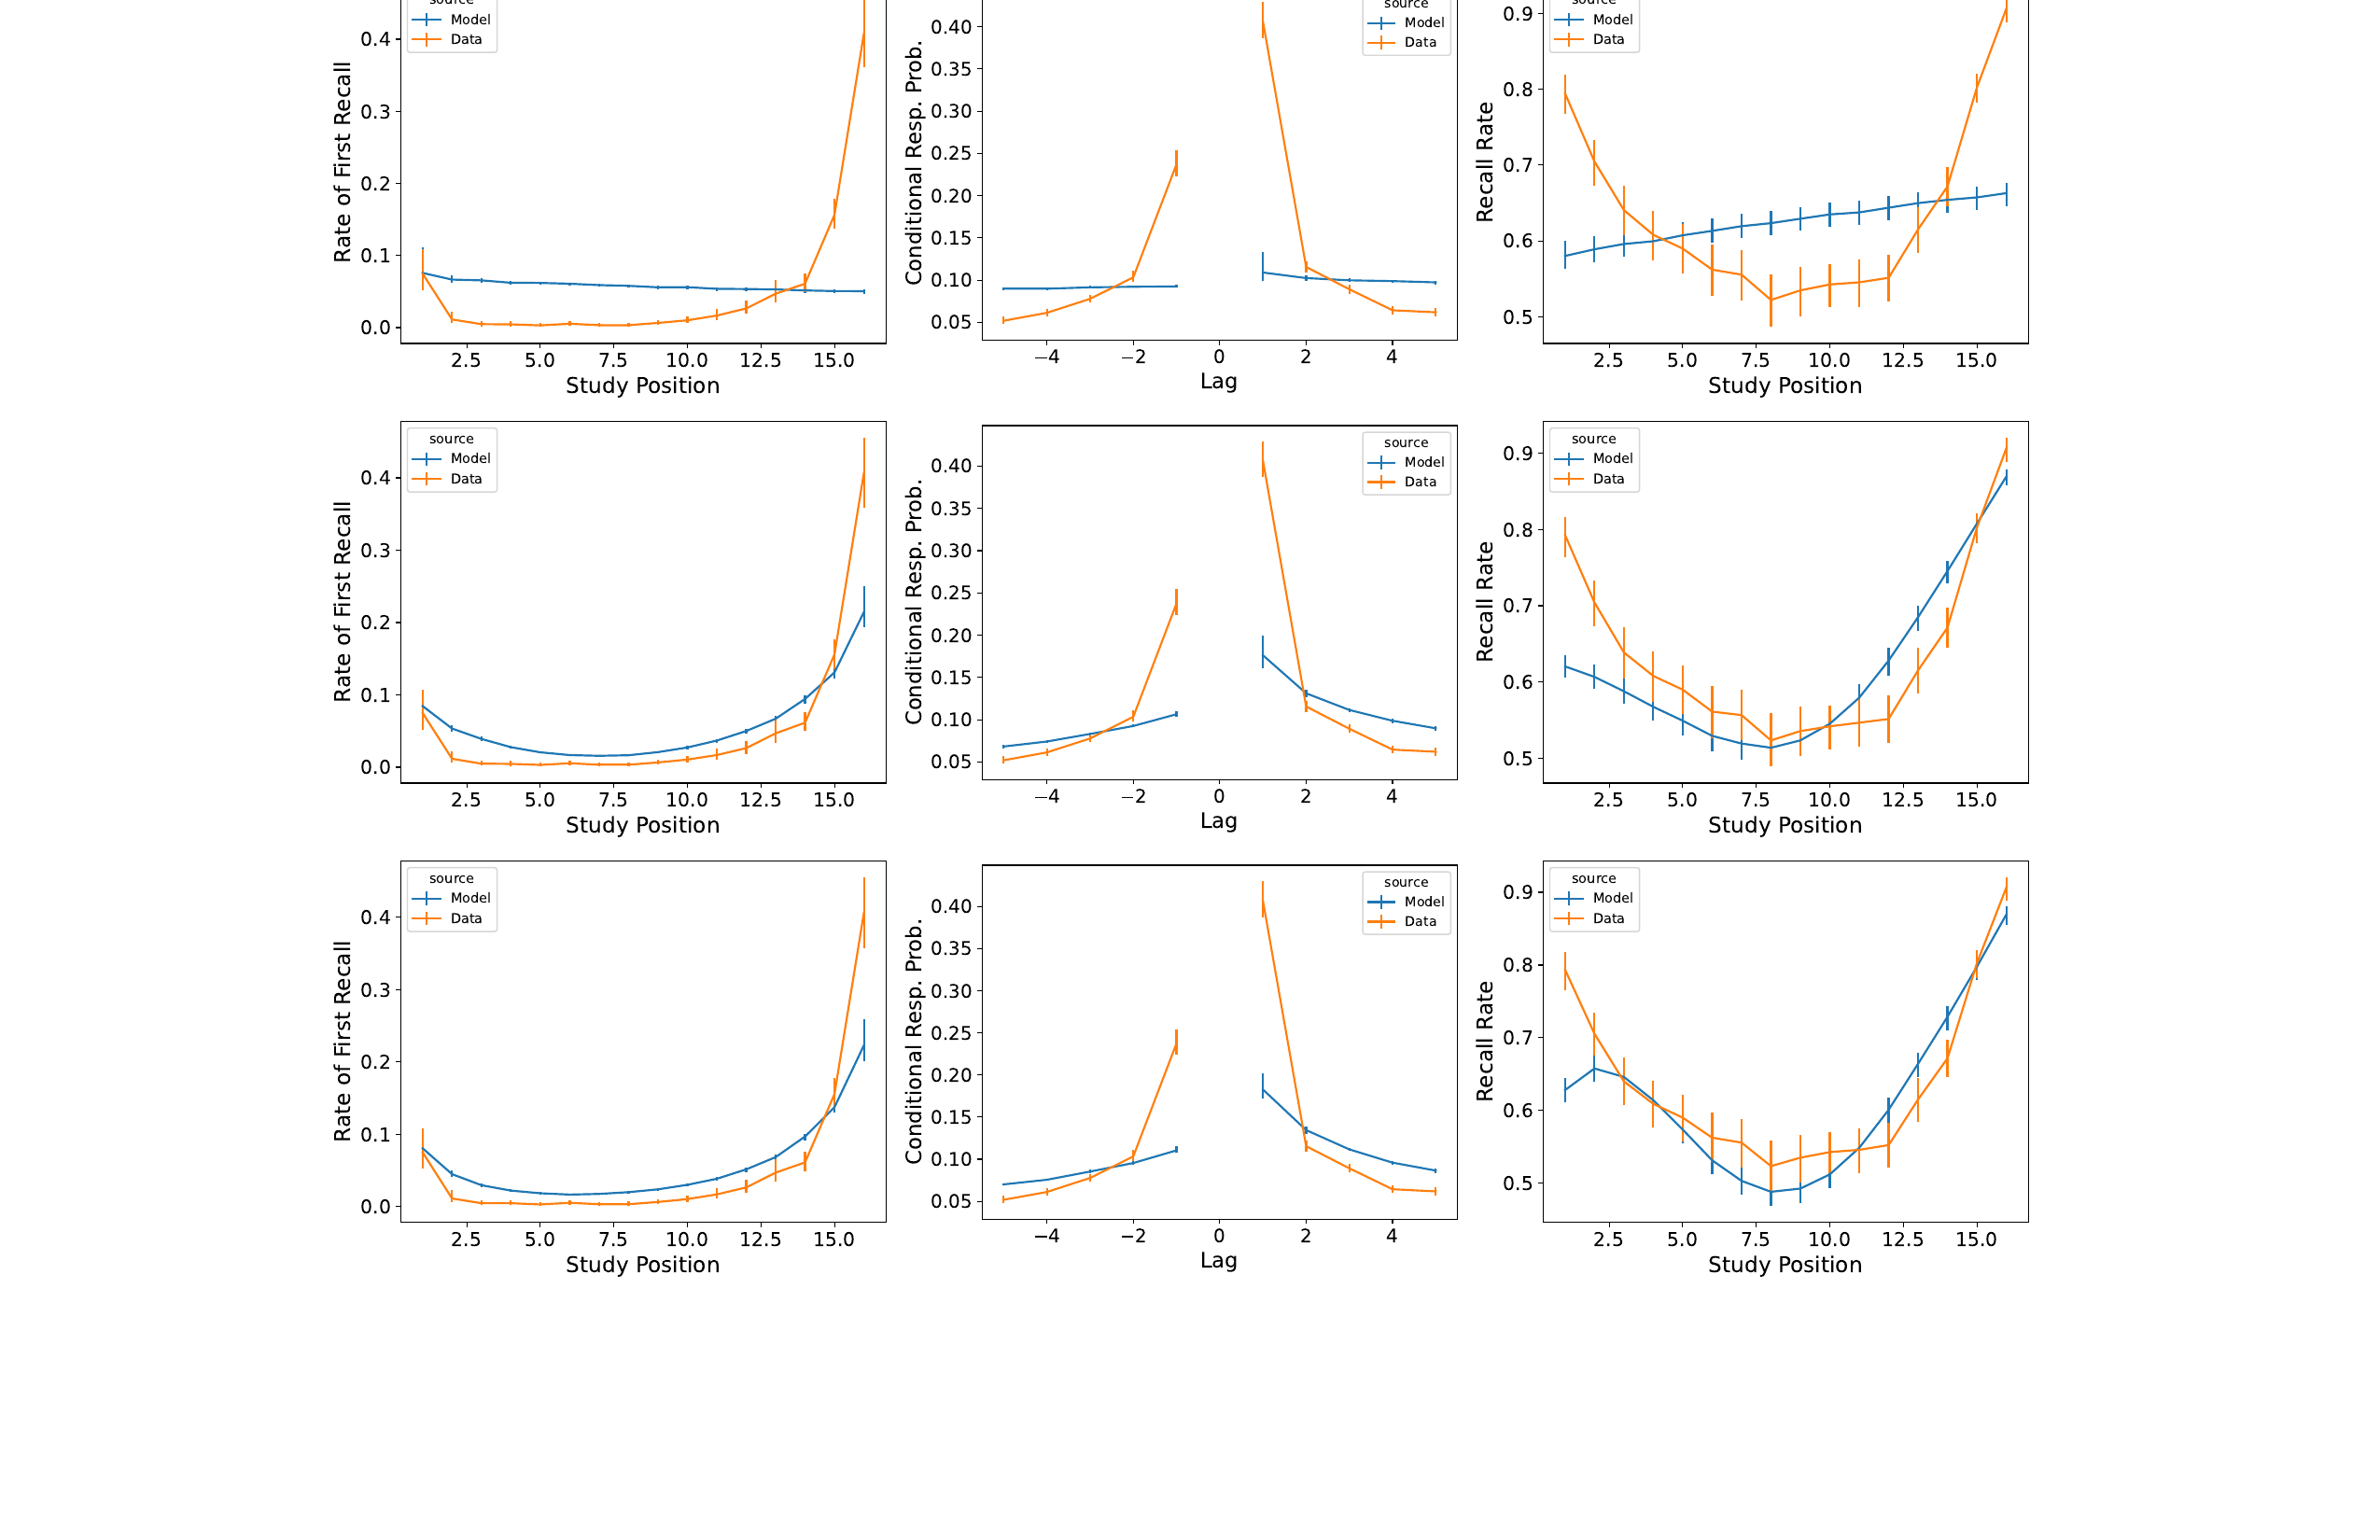 source
Model
Data
0.4
0.3
0.2
0.1
0.0
Rate of First Recall
2.5 5.0 7.5 10.0 12.5 15.0
Study Position
source
Model
Data
0.40
0.35
0.30
0.25
0.20
0.15
0.10
0.05
Conditional Resp. Prob.
−4 −2 0 2 4
Lag
source
Model
Data
0.9
0.8
0.7
0.6
0.5
Recall Rate
2.5 5.0 7.5 10.0 12.5 15.0
Study Position
source
Model
Data
0.4
0.3
0.2
0.1
0.0
Rate of First Recall
2.5 5.0 7.5 10.0 12.5 15.0
Study Position
source
Model
Data
0.40
0.35
0.30
0.25
0.20
0.15
0.10
0.05
Conditional Resp. Prob.
−4 −2 0 2 4
Lag
source
Model
Data
0.9
0.8
0.7
0.6
0.5
Recall Rate
2.5 5.0 7.5 10.0 12.5 15.0
Study Position
source
Model
Data
0.4
0.3
0.2
0.1
0.0
Rate of First Recall
2.5 5.0 7.5 10.0 12.5 15.0
Study Position
source
Model
Data
0.40
0.35
0.30
0.25
0.20
0.15
0.10
0.05
Conditional Resp. Prob.
−4 −2 0 2 4
Lag
source
Model
Data
0.9
0.8
0.7
0.6
0.5
Recall Rate
2.5 5.0 7.5 10.0 12.5 15.0
Study Position